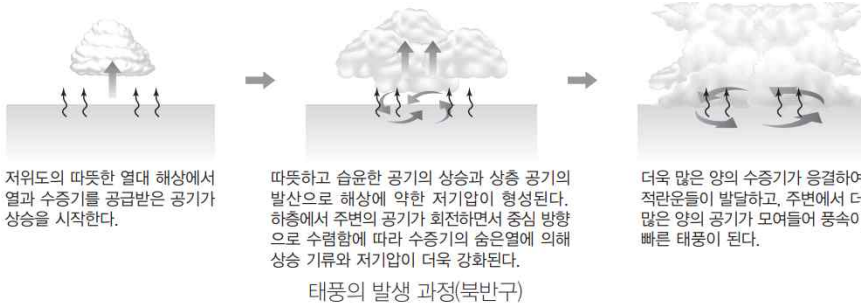 저위도의 따뜻한 열대 해상에서
열과 수증기를 공급받은 공기가
상승을 시작한다.
따뜻하고 습윤한 공기의 상승과 상층 공기의
발산으로 해상에 약한 저기압이 형성된다.
하층에서 주변의 공기가 회전하면서 중심 방향
으로 수렴함에 따라 수증기의 숨은열에 의해
상승 기류와 저기압이 더욱 강화된다.
더욱 많은 양의 수증기가 응결하여
적란운들이 발달하고, 주변에서 더
많은 양의 공기가 모여들어 풍속이
빠른 태풍이 된다.
태풍의 발생 과정(북반구)